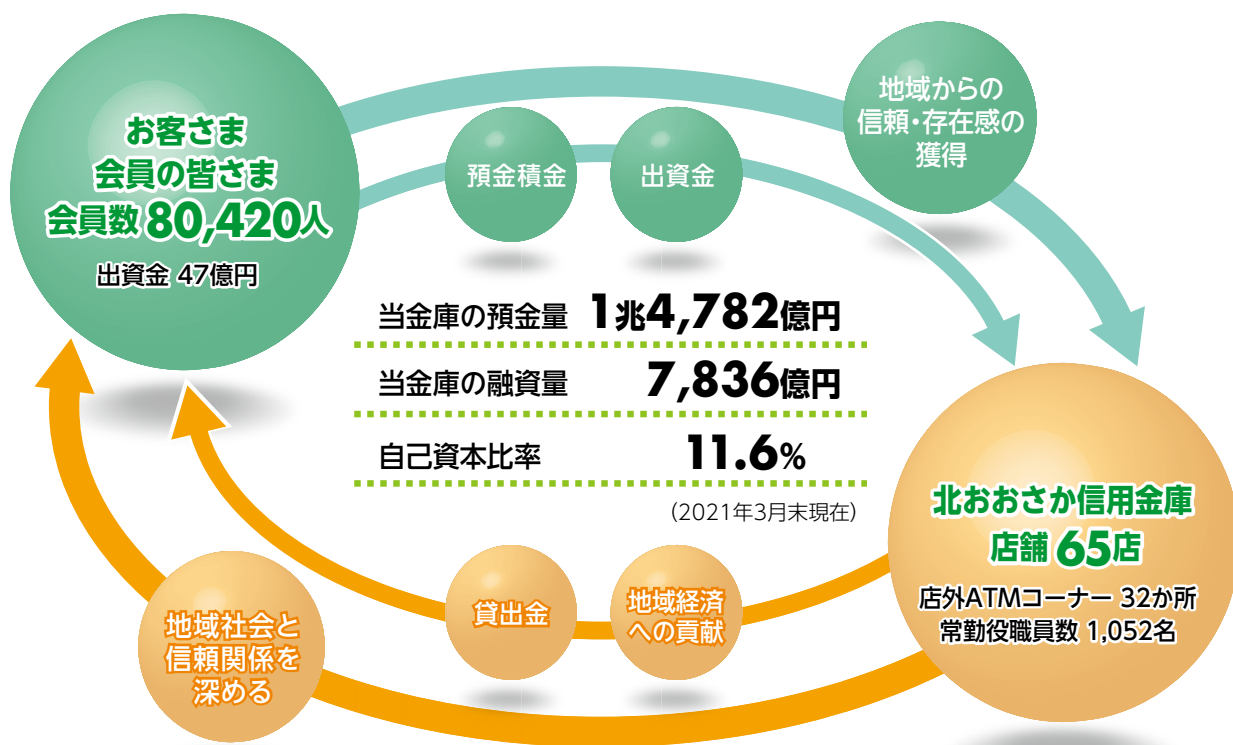 お客さま
会員の皆さま
会員数 80,420人
出資金 47億円
預金積金
出資金
地域からの
信頼・存在感の
獲得
当金庫の預金量 1兆4,782億円
当金庫の融資量 7,836億円
自己資本比率 11.6%
(2021年3月末現在)
北おおさか信用金庫
店舗 65店
店外ATMコーナー 32か所
常勤役職員数 1,052名
地域社会と
信頼関係を
深める
貸出金
地域経済
への貢献